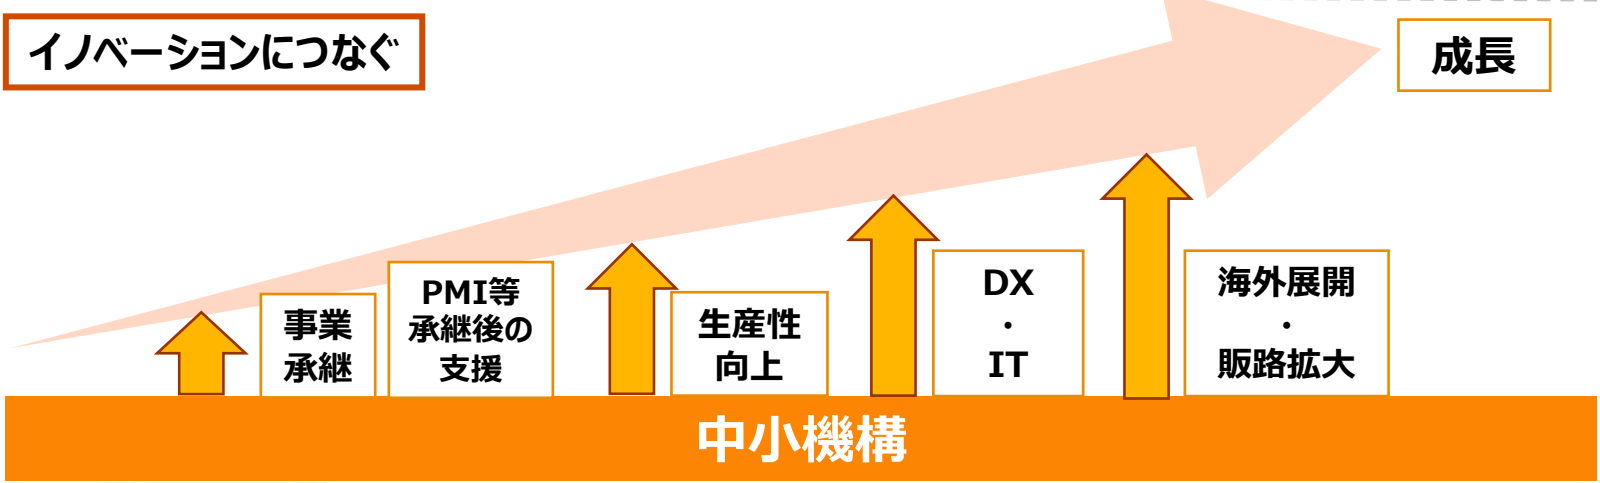 イノベーションにつなぐ
成長
事業
承継
PMI等
承継後の
支援
生産性
向上
DX
・
IT
海外展開
・
販路拡大
中小機構